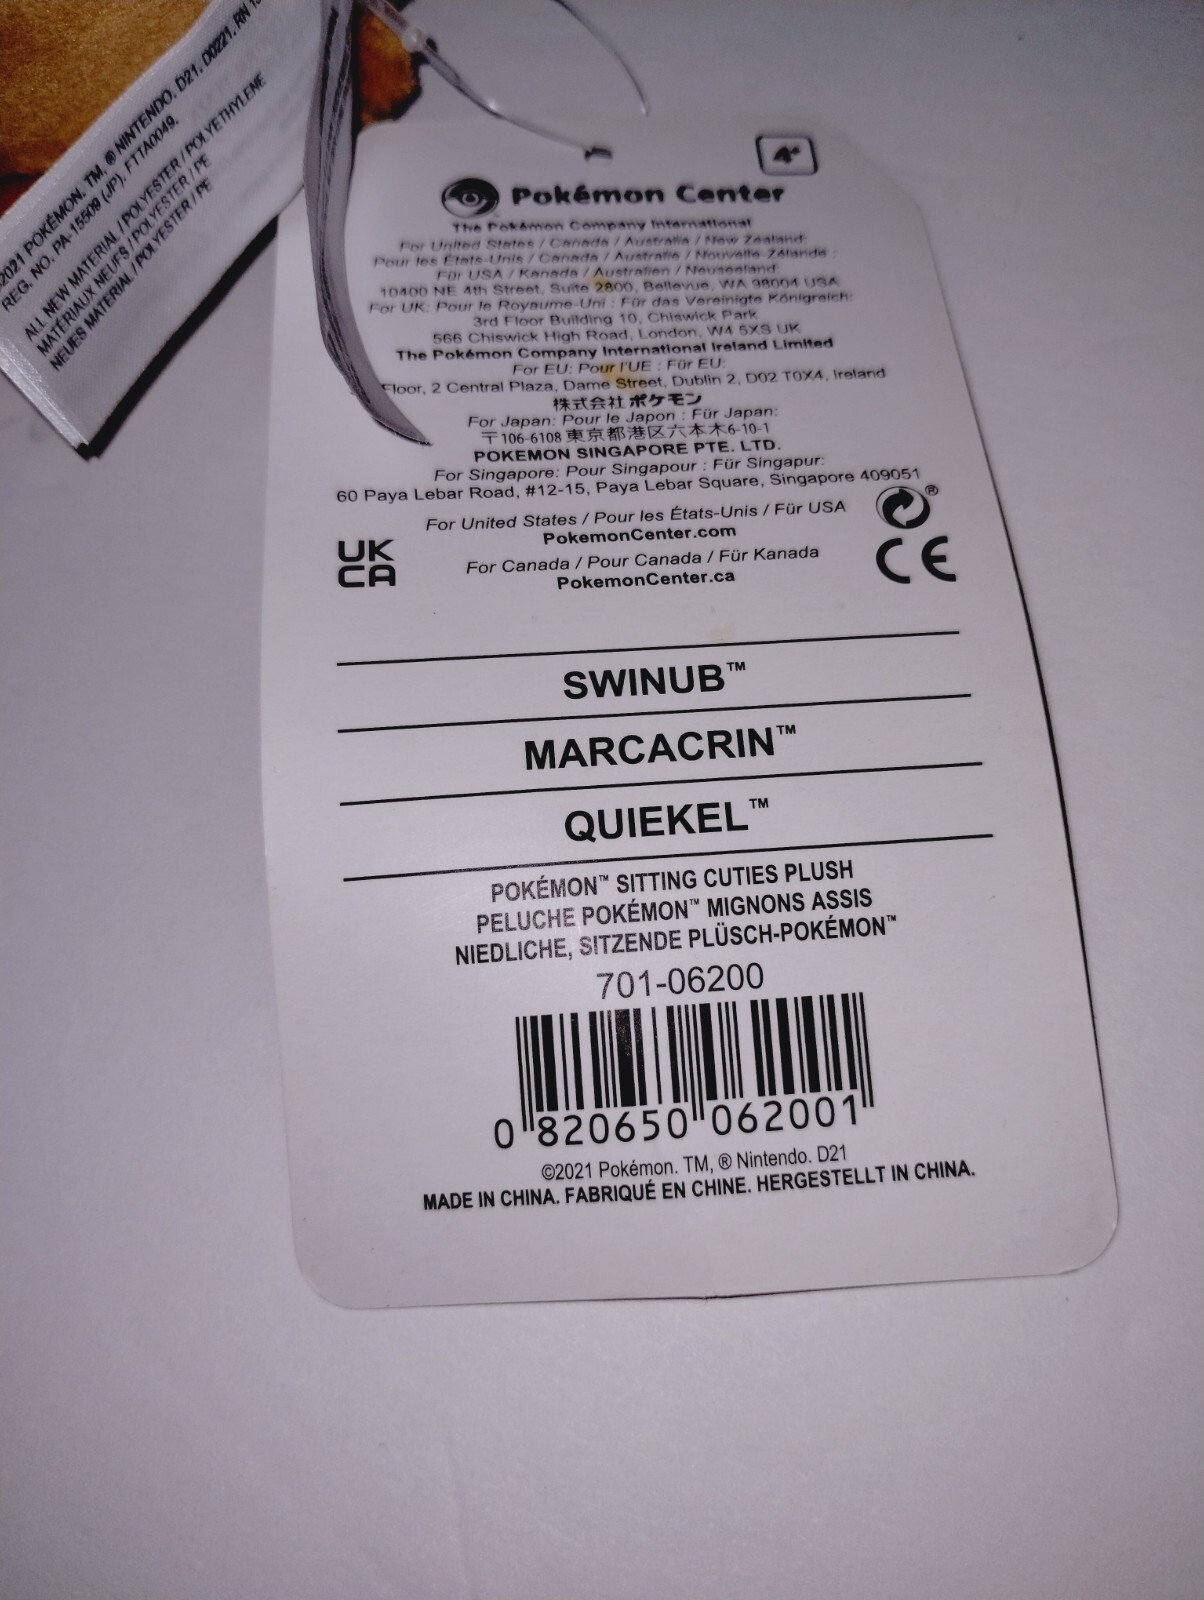 ©2021 POKÉMON, TM, ® NINTENDO. D21. D0221. RN
REG. NO. PA-15509 (JP), FTTA0049.
ALL NEW MATERIAL / POLYESTER / POLYETHYLENE
MATÉRIAUX NEUFS / POLYESTER / PE
NEUES MATERIAL / POLYESTER / PE
4+
Pokémon Center
The Pokémon Company International
For United States / Canada / Australia / New Zealand:
Pour les États-Unis / Canada / Australie / Nouvelle-Zélande :
Für USA / Kanada / Australien / Neuseeland:
10400 NE 4th Street, Suite 2800, Bellevue, WA 98004 USA
For UK: Pour le Royaume-Uni : Für das Vereinigte Königreich:
3rd Floor Building 10, Chiswick Park
566 Chiswick High Road, London, W4 5XS UK
The Pokémon Company International Ireland Limited
For EU: Pour l'UE : Für EU:
Floor, 2 Central Plaza, Dame Street, Dublin 2, D02 T0X4, Ireland
株式会社 ポケモン
For Japan: Pour le Japon : Für Japan:
〒106-6108 東京都港区六本木6-10-1
POKEMON SINGAPORE PTE. LTD.
For Singapore: Pour Singapour : Für Singapur:
60 Paya Lebar Road, #12-15, Paya Lebar Square, Singapore 409051
For United States / Pour les États-Unis / Für USA
PokemonCenter.com
For Canada / Pour Canada / Für Kanada
PokemonCenter.ca
UK
CA
®
CE
SWINUB™
MARCACRIN™
QUIEKEL™
POKÉMON™ SITTING CUTIES PLUSH
PELUCHE POKÉMON™ MIGNONS ASSIS
NIEDLICHE, SITZENDE PLÜSCH-POKÉMON™
701-06200
0 820650 062001
©2021 Pokémon. TM, ® Nintendo. D21
MADE IN CHINA. FABRIQUÉ EN CHINE. HERGESTELLT IN CHINA.